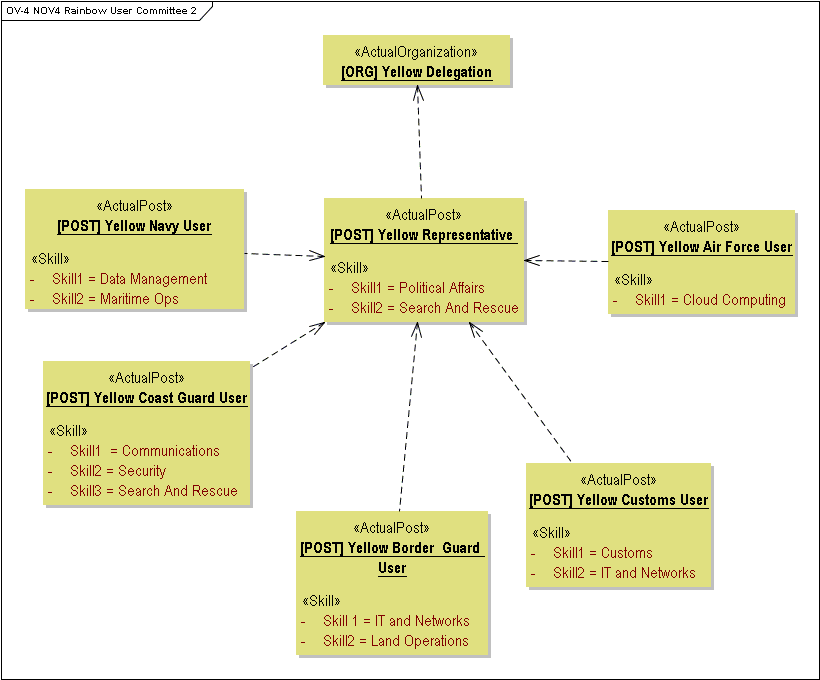 OV-4 NOV4 Rainbow User Committee 2
«ActualOrganization»
[ORG] Yellow Delegation
«ActualPost»
[POST] Yellow Navy User
«Skill»
- Skill1 = Data Management
- Skill2 = Maritime Ops
«ActualPost»
[POST] Yellow Representative
«Skill»
- Skill1 = Political Affairs
- Skill2 = Search And Rescue
«ActualPost»
[POST] Yellow Air Force User
«Skill»
- Skill1 = Cloud Computing
«ActualPost»
[POST] Yellow Coast Guard User
«Skill»
- Skill1 = Communications
- Skill2 = Security
- Skill3 = Search And Rescue
«ActualPost»
[POST] Yellow Border Guard
User
«Skill»
- Skill 1 = IT and Networks
- Skill2 = Land Operations
«ActualPost»
[POST] Yellow Customs User
«Skill»
- Skill1 = Customs
- Skill2 = IT and Networks